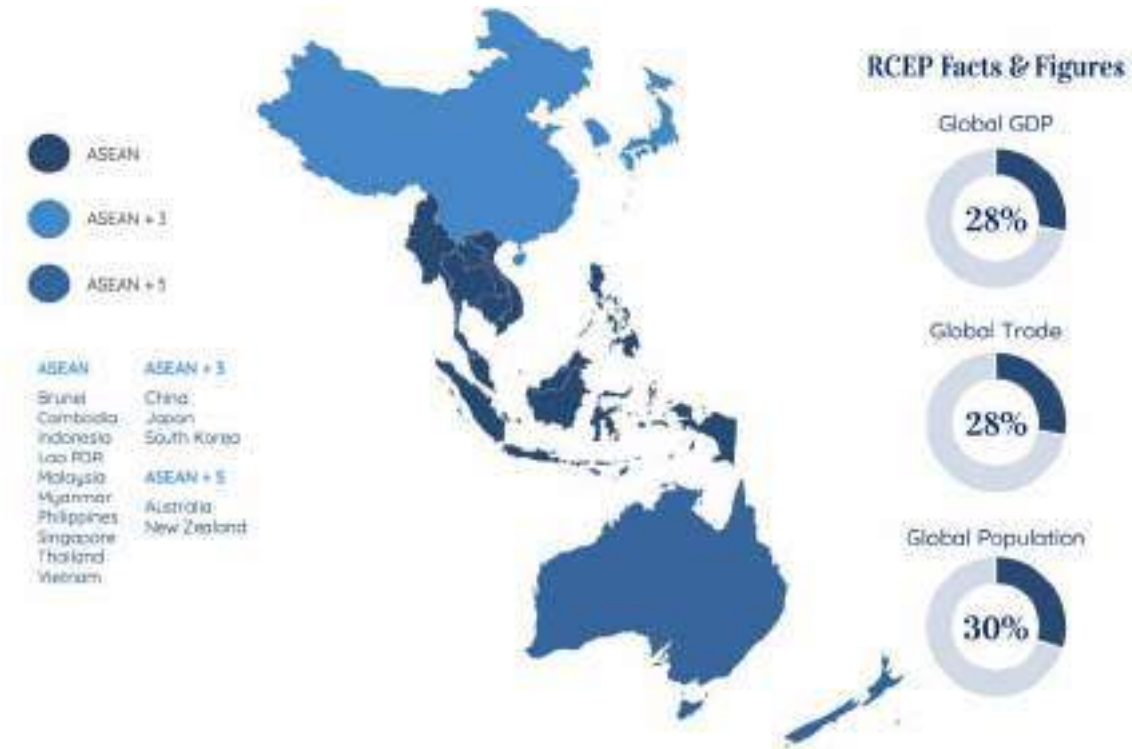 RCEP Facts & Figures
Global GDP
28%
Global Trade
28%
Global Population
30%
ASEAN
ASEAN + 3
ASEAN + 5
ASEAN
Brunei
Cambodia
Indonesia
Lao PDR
Malaysia
Myanmar
Philippines
Singapore
Thailand
Vietnam
ASEAN + 3
China
Japan
South Korea
ASEAN + 5
Australia
New Zealand